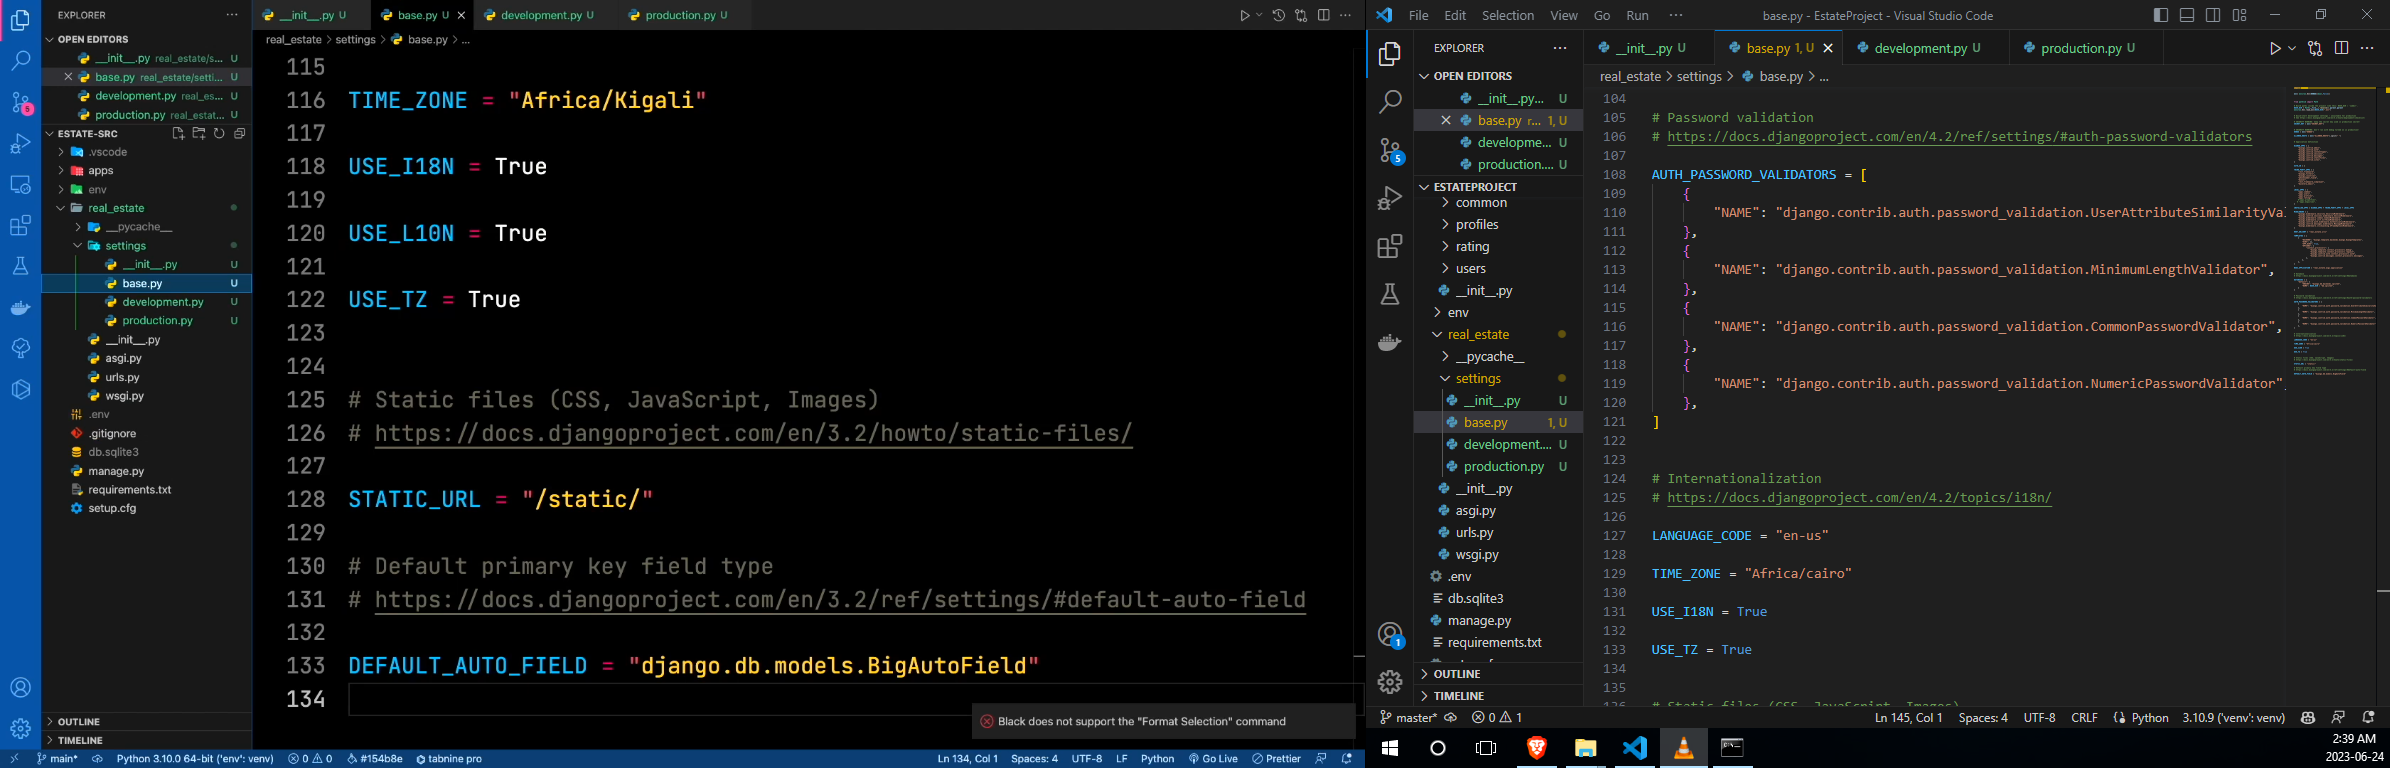 EXPLORER
OPEN EDITORS
__init__.py real_estate/s... U
base.py real_estate/setti... U
development.py real_es... U
production.py real_estat... U
ESTATE-SRC
.vscode
apps
env
real_estate
__pycache__
settings
__init__.py U
base.py U
development.py U
production.py U
__init__.py
asgi.py
urls.py
wsgi.py
.env
.gitignore
db.sqlite3
manage.py
requirements.txt
setup.cfg
OUTLINE
TIMELINE
__init__.py U
base.py U
development.py U
production.py U
real_estate > settings > base.py > ...
115
116 TIME_ZONE = "Africa/Kigali"
117
118 USE_I18N = True
119
120 USE_L10N = True
121
122 USE_TZ = True
123
124
125 # Static files (CSS, JavaScript, Images)
126 # https://docs.djangoproject.com/en/3.2/howto/static-files/
127
128 STATIC_URL = "/static/"
129
130 # Default primary key field type
131 # https://docs.djangoproject.com/en/3.2/ref/settings/#default-auto-field
132
133 DEFAULT_AUTO_FIELD = "django.db.models.BigAutoField"
134
Black does not support the "Format Selection" command
main* Python 3.10.0 64-bit ('env': venv) 0 0 #154b8e tabnine pro Ln 134, Col 1 Spaces: 4 UTF-8 LF Python Go Live Prettier
File Edit Selection View Go Run ... base.py - EstateProject - Visual Studio Code
EXPLORER
OPEN EDITORS
__init__.py... U
base.py r... 1, U
developme... U
production.... U
ESTATEPROJECT
common
profiles
rating
users
__init__.py
env
real_estate
__pycache__
settings
__init__.py U
base.py 1, U
development.... U
production.py U
__init__.py
asgi.py
urls.py
wsgi.py
.env
db.sqlite3
manage.py
requirements.txt
OUTLINE
TIMELINE
5
1
__init__.py U
base.py 1, U
development.py U
production.py U
real_estate > settings > base.py > ...
104
105 # Password validation
106 # https://docs.djangoproject.com/en/4.2/ref/settings/#auth-password-validators
107
108 AUTH_PASSWORD_VALIDATORS = [
109 {
110 "NAME": "django.contrib.auth.password_validation.UserAttributeSimilarityVa
111 },
112 {
113 "NAME": "django.contrib.auth.password_validation.MinimumLengthValidator",
114 },
115 {
116 "NAME": "django.contrib.auth.password_validation.CommonPasswordValidator",
117 },
118 {
119 "NAME": "django.contrib.auth.password_validation.NumericPasswordValidator"
120 },
121 ]
122
123
124 # Internationalization
125 # https://docs.djangoproject.com/en/4.2/topics/i18n/
126
127 LANGUAGE_CODE = "en-us"
128
129 TIME_ZONE = "Africa/cairo"
130
131 USE_I18N = True
132
133 USE_TZ = True
134
135
136 # Static files (CSS, JavaScript, Images)
master* 0 1 Ln 145, Col 1 Spaces: 4 UTF-8 CRLF Python 3.10.9 ('venv': venv)
2:39 AM
2023-06-24